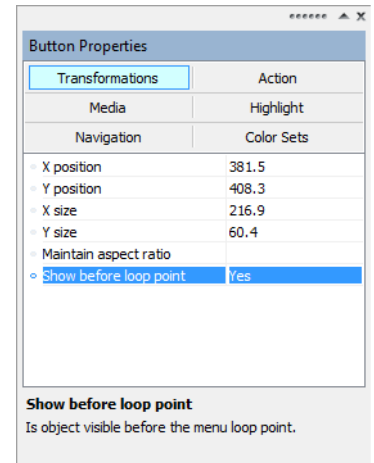 Button Properties
Transformations Action
Media Highlight
Navigation Color Sets
X position 381.5
Y position 408.3
X size 216.9
Y size 60.4
Maintain aspect ratio
Show before loop point Yes
Show before loop point
Is object visible before the menu loop point.